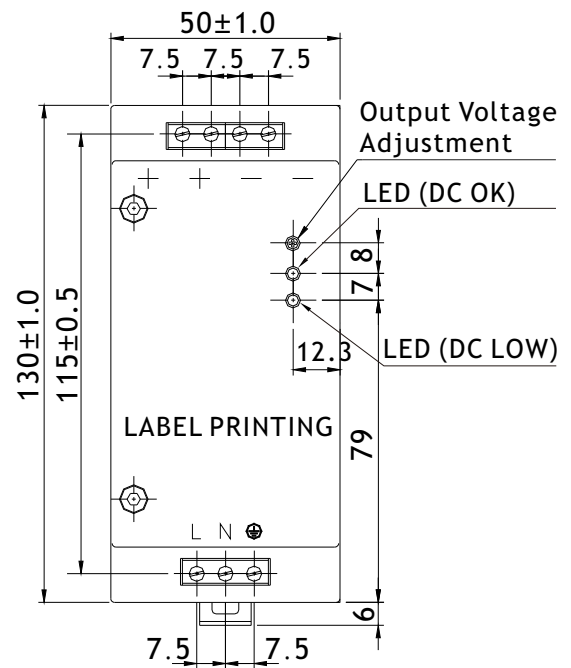 50±1.0
7.5 7.5 7.5
Output Voltage
Adjustment
+ + − −
LED (DC OK)
8
7
130±1.0
115±0.5
12.3
LED (DC LOW)
79
LABEL PRINTING
L N ⏚
6
7.5 7.5